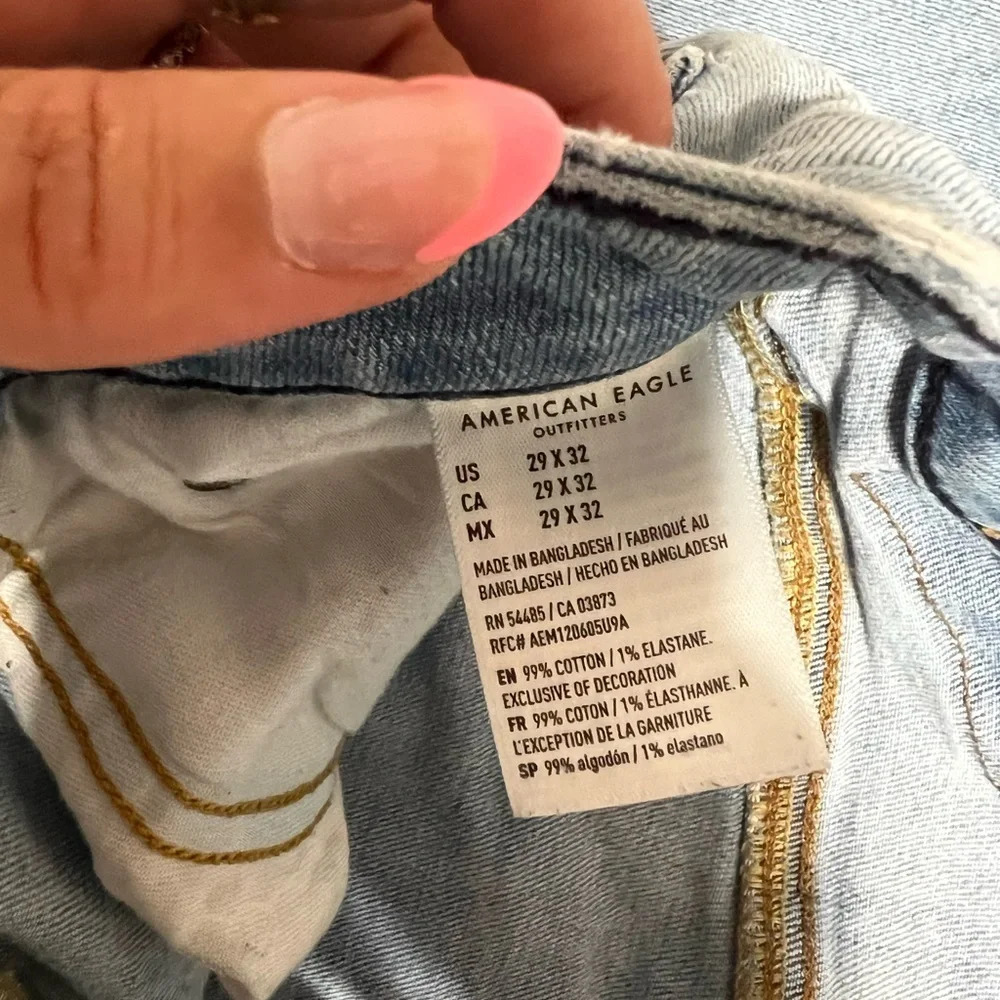 AMERICAN EAGLE
OUTFITTERS
US 29 X 32
CA 29 X 32
MX 29 X 32
MADE IN BANGLADESH / FABRIQUÉ AU
BANGLADESH / HECHO EN BANGLADESH
RN 54485 / CA 03873
RFC# AEM120605U9A
EN 99% COTTON / 1% ELASTANE.
EXCLUSIVE OF DECORATION
FR 99% COTON / 1% ÉLASTHANNE. À
L'EXCEPTION DE LA GARNITURE
SP 99% algodón / 1% elastano